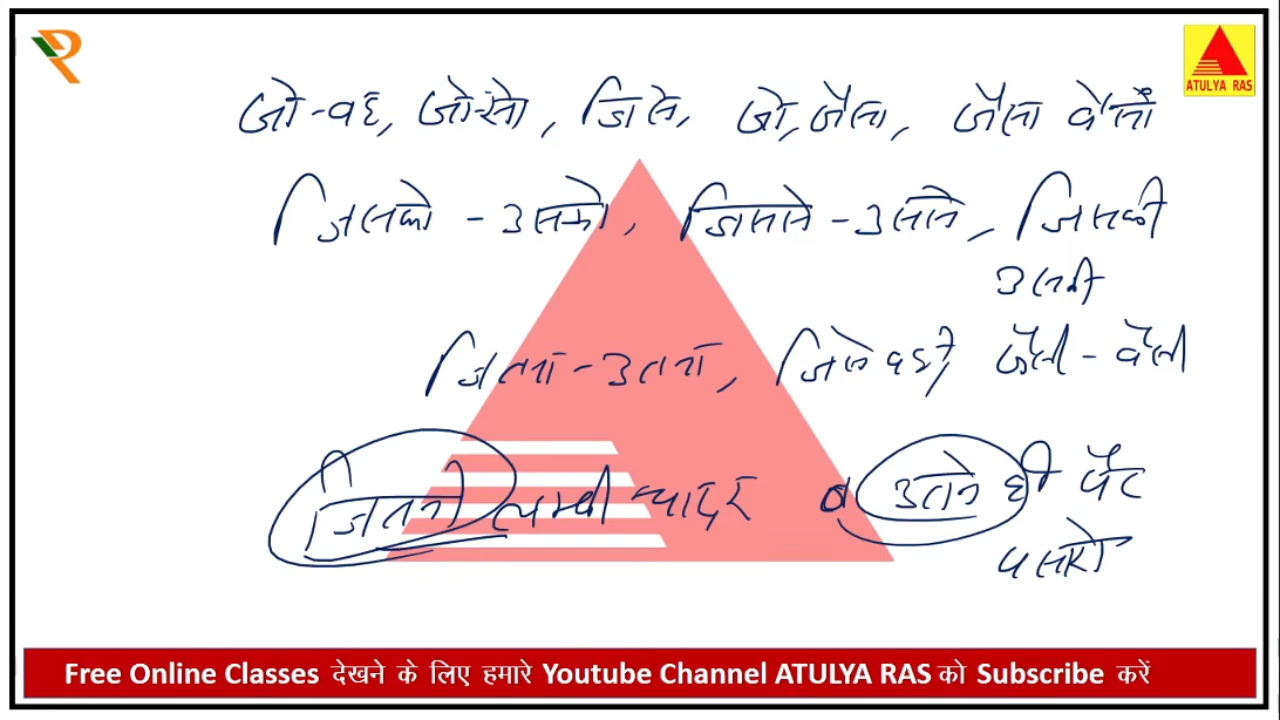 ATULYA RAS
जो-वह, जो-सो, जिसे, जो, जैसा, जैसा वैसा
जिसको - उसको, जिसने - उसने, जिसकी
उसकी
जितना - उतना, जिसे वही, जैसी - वैसी
जितनी लम्बी चादर व उतने ही पैर
पसारो
Free Online Classes देखने के लिए हमारे Youtube Channel ATULYA RAS को Subscribe करें